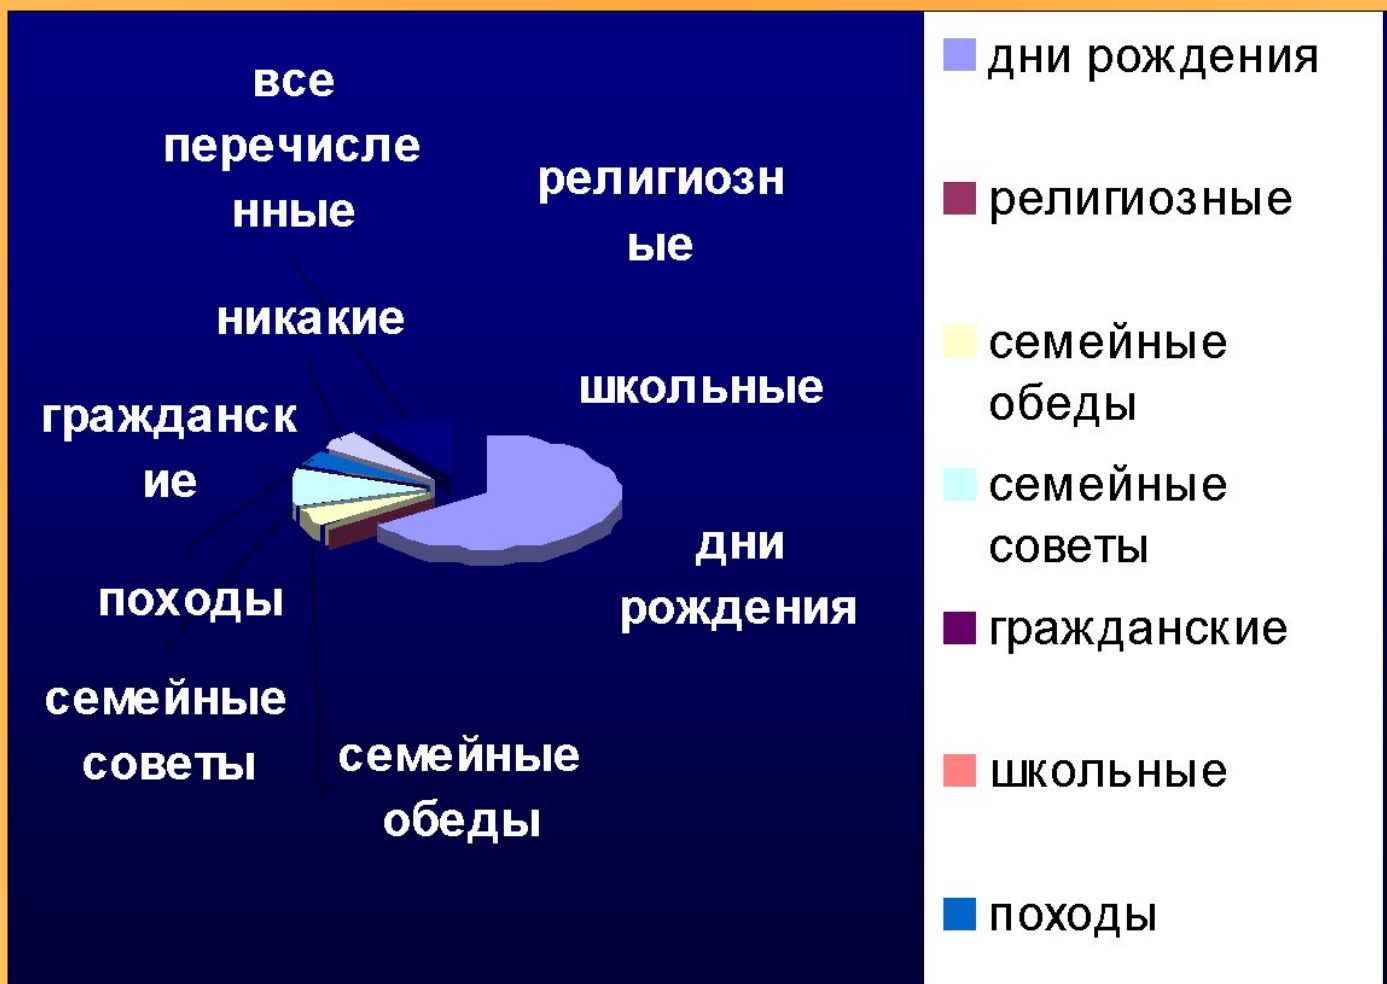 все
перечисле
нные
религиозн
ые
никакие
школьные
гражданск
ие
дни
рождения
походы
семейные
советы
семейные
обеды
дни рождения
религиозные
семейные
обеды
семейные
советы
гражданские
школьные
походы